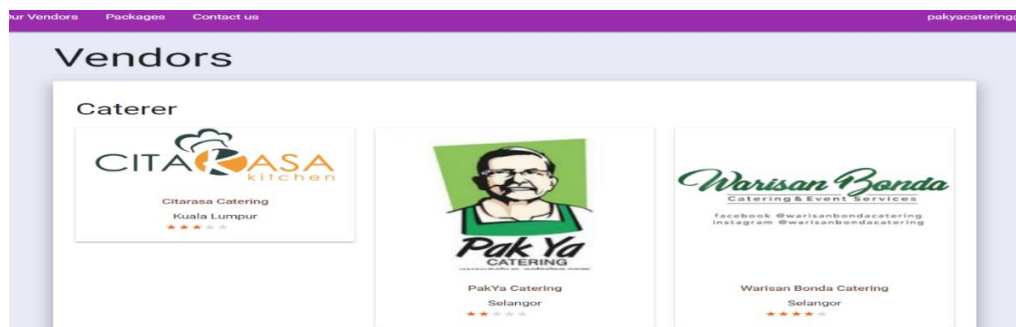 Our Vendors Packages Contact us pakyacatering@
Vendors
Caterer
CITARASA
kitchen
Citarasa Catering
Kuala Lumpur
Pak Ya
CATERING
PakYa Catering
Selangor
Warisan Bonda
Catering & Event Services
facebook @warisanbondacatering
instagram @warisanbondacatering
Warisan Bonda Catering
Selangor